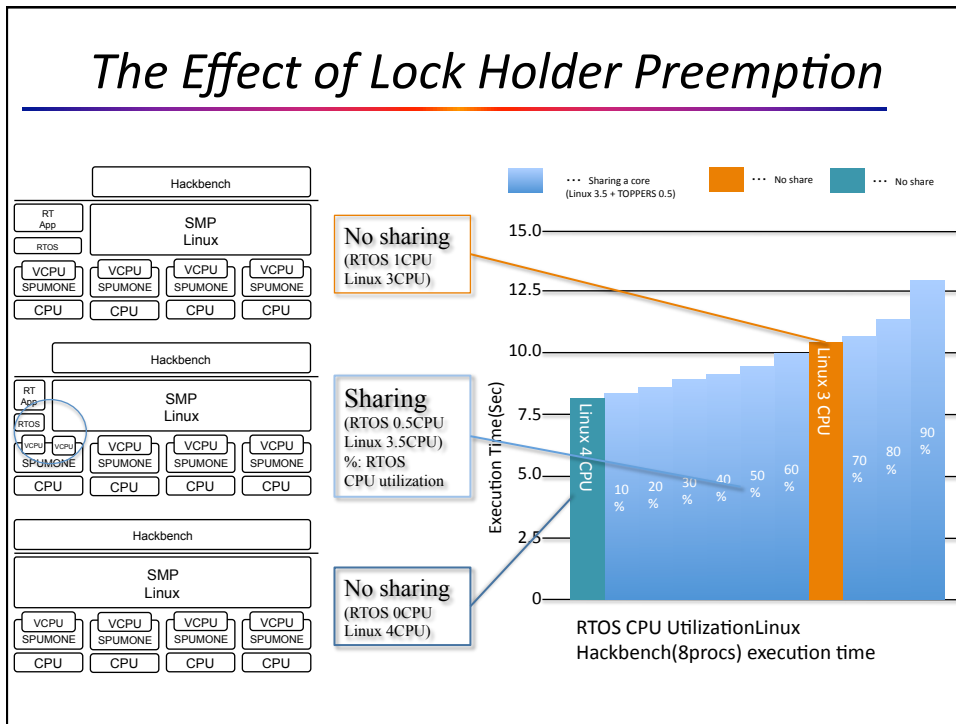 The Effect of Lock Holder Preemption
Hackbench
RT
App
RTOS
SMP
Linux
VCPU
VCPU
VCPU
VCPU
SPUMONE
SPUMONE
SPUMONE
SPUMONE
CPU
CPU
CPU
CPU
Hackbench
RT
App
RTOS
SMP
Linux
VCPU
VCPU
VCPU
VCPU
VCPU
SPUMONE
SPUMONE
SPUMONE
SPUMONE
CPU
CPU
CPU
CPU
Hackbench
SMP
Linux
VCPU
VCPU
VCPU
VCPU
SPUMONE
SPUMONE
SPUMONE
SPUMONE
CPU
CPU
CPU
CPU
No sharing
(RTOS 1CPU
Linux 3CPU)
Sharing
(RTOS 0.5CPU
Linux 3.5CPU)
%: RTOS
CPU utilization
No sharing
(RTOS 0CPU
Linux 4CPU)
⋯ Sharing a core
(Linux 3.5 + TOPPERS 0.5)
⋯ No share
⋯ No share
Execution Time(Sec)
15.0
12.5
10.0
7.5
5.0
2.5
0
Linux 4 CPU
10
%
20
%
30
%
40
%
50
%
60
%
Linux 3 CPU
70
%
80
%
90
%
RTOS CPU UtilizationLinux
Hackbench(8procs) execution time